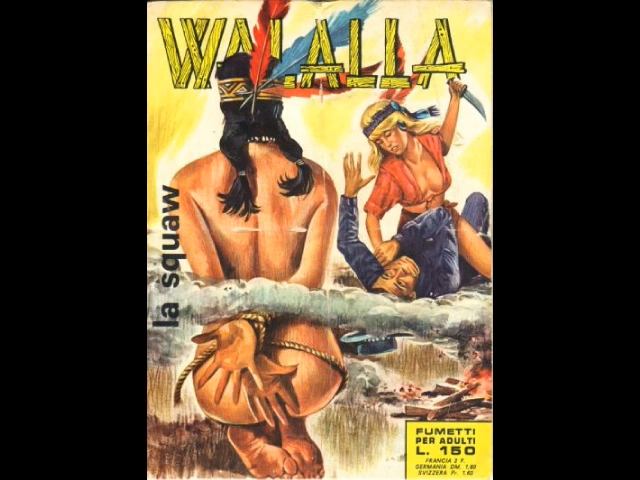 WALALLA
la squaw
FUMETTI
PER ADULTI
L. 150
FRANCIA 2 F.
GERMANIA DM. 1,60
SVIZZERA Fr. 1,60